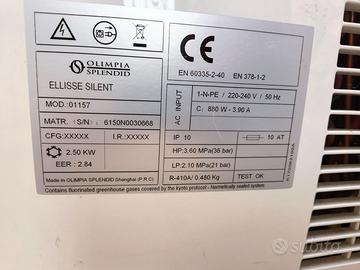 OLIMPIA
SPLENDID
ELLISSE SILENT
MOD.:01157
MATR. (S/N): 6150N0030668
CFG:XXXXX I.R.:XXXXX
2.50 KW
EER : 2.84
Made in OLIMPIA SPLENDID Shanghai (P.R.C)
Contains fluorinated greenhouse gases covered by the kyoto protocol - Hermetically sealed system
CE
EN 60335-2-40 EN 378-1-2
AC INPUT
1-N-PE / 220-240 V / 50 Hz
C: 880 W - 3.90 A
IP 10
10 AT
HP:3.60 MPa(36 bar)
LP:2.10 MPa(21 bar)
R-410A/ 0.480 Kg TEST OK
subito